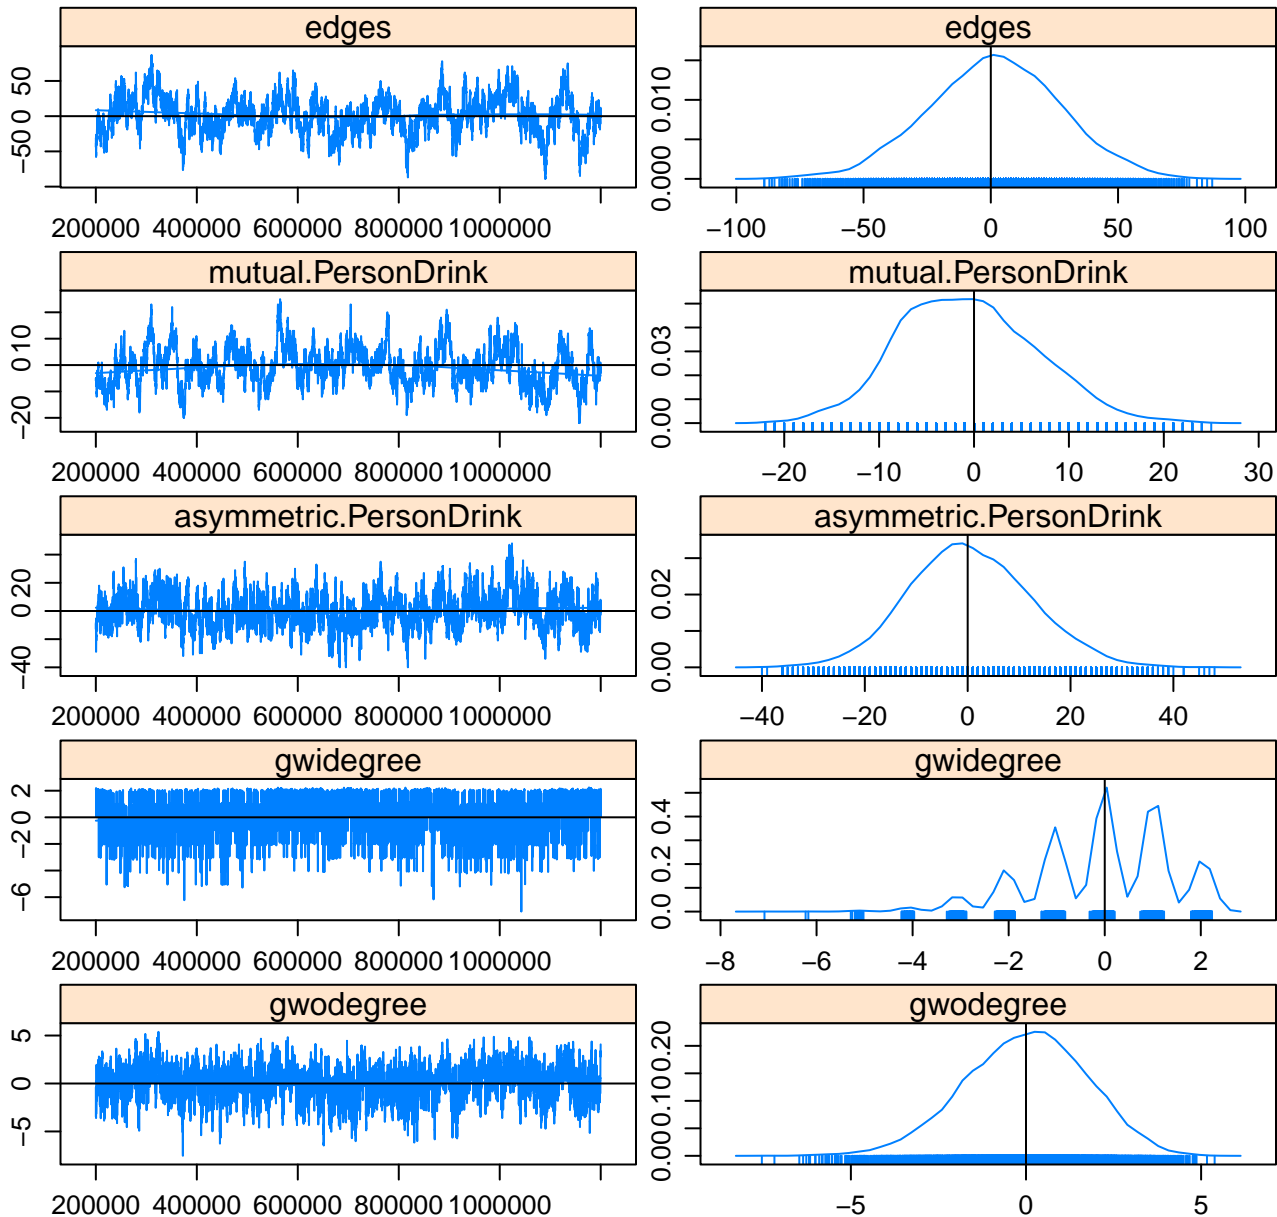 edges
50
0
−50
200000 400000 600000 800000 1000000
edges
0.010
0.000
−100 −50 0 50 100
mutual.PersonDrink
10
0
−20
200000 400000 600000 800000 1000000
mutual.PersonDrink
0.03
0.00
−20 −10 0 10 20 30
asymmetric.PersonDrink
20
0
−40
200000 400000 600000 800000 1000000
asymmetric.PersonDrink
0.02
0.00
−40 −20 0 20 40
gwidegree
2
0
−2
−6
200000 400000 600000 800000 1000000
gwidegree
0.4
0.2
0.0
−8 −6 −4 −2 0 2
gwodegree
5
0
−5
200000 400000 600000 800000 1000000
gwodegree
0.20
0.10
0.00
−5 0 5